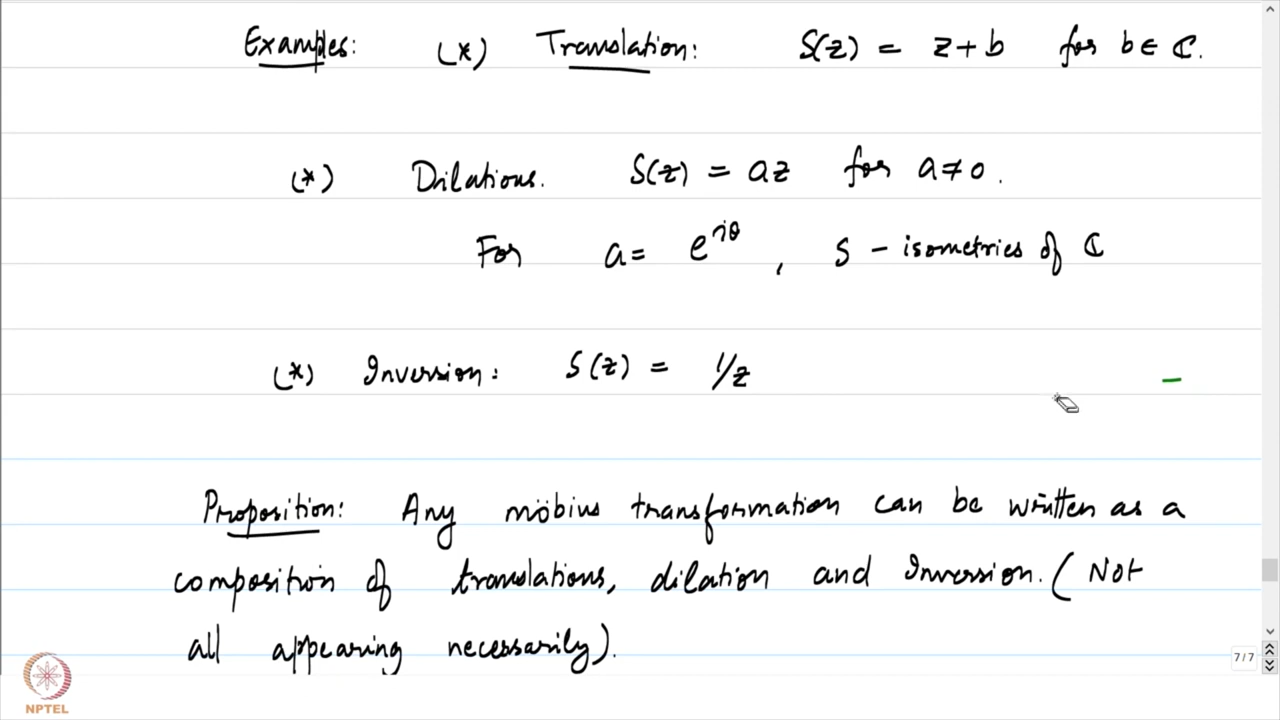 Examples: (*) Translation: S(z) = z+b for b ∈ ℂ.
(*) Dilations. S(z) = az for a≠0.
For a = e^{iθ}, S - isometries of ℂ
(*) Inversion: S(z) = 1/z
Proposition: Any möbius transformation can be written as a
composition of translations, dilation and Inversion. (Not
all appearing necessarily).
7 / 7
NPTEL